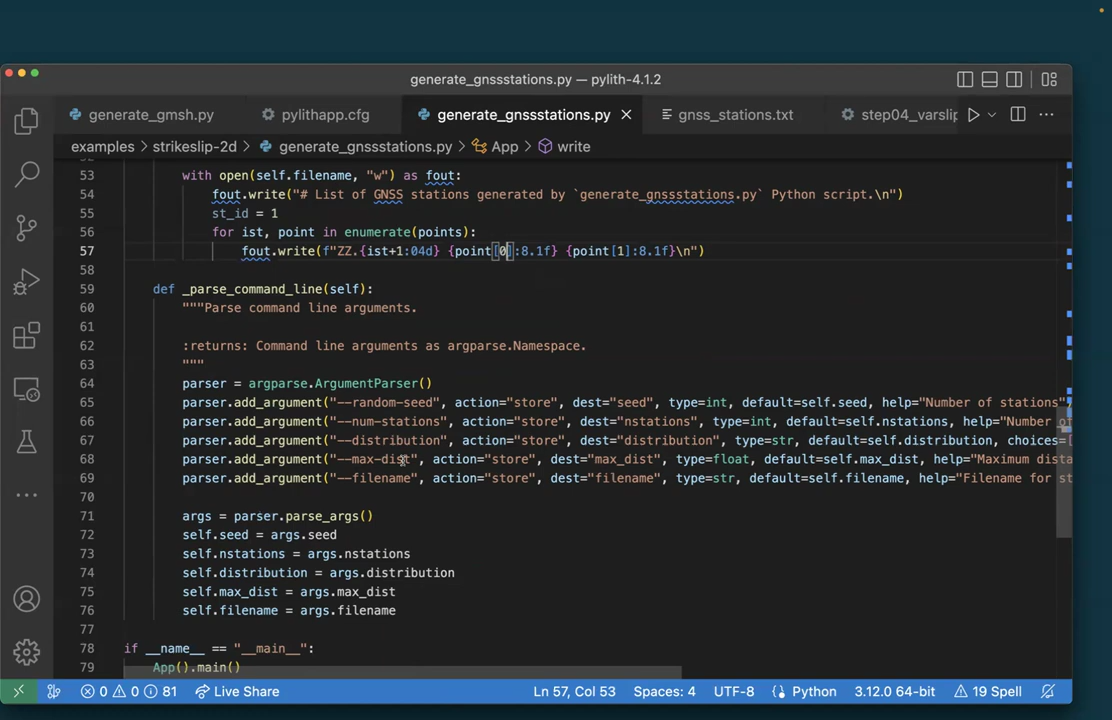 generate_gnssstations.py — pylith-4.1.2
generate_gmsh.py
pylithapp.cfg
generate_gnssstations.py
gnss_stations.txt
step04_varslip
examples > strikeslip-2d > generate_gnssstations.py > App > write
53 with open(self.filename, "w") as fout:
54 fout.write("# List of GNSS stations generated by `generate_gnssstations.py` Python script.\n")
55 st_id = 1
56 for ist, point in enumerate(points):
57 fout.write(f"ZZ.{ist+1:04d} {point[0]:8.1f} {point[1]:8.1f}\n")
58
59 def _parse_command_line(self):
60 """Parse command line arguments.
61
62 :returns: Command line arguments as argparse.Namespace.
63 """
64 parser = argparse.ArgumentParser()
65 parser.add_argument("--random-seed", action="store", dest="seed", type=int, default=self.seed, help="Number of stations"
66 parser.add_argument("--num-stations", action="store", dest="nstations", type=int, default=self.nstations, help="Number of
67 parser.add_argument("--distribution", action="store", dest="distribution", type=str, default=self.distribution, choices=[
68 parser.add_argument("--max-dist", action="store", dest="max_dist", type=float, default=self.max_dist, help="Maximum dista
69 parser.add_argument("--filename", action="store", dest="filename", type=str, default=self.filename, help="Filename for st
70
71 args = parser.parse_args()
72 self.seed = args.seed
73 self.nstations = args.nstations
74 self.distribution = args.distribution
75 self.max_dist = args.max_dist
76 self.filename = args.filename
77
78 if __name__ == "__main__":
79 App().main()
0 0 81 Live Share Ln 57, Col 53 Spaces: 4 UTF-8 Python 3.12.0 64-bit 19 Spell